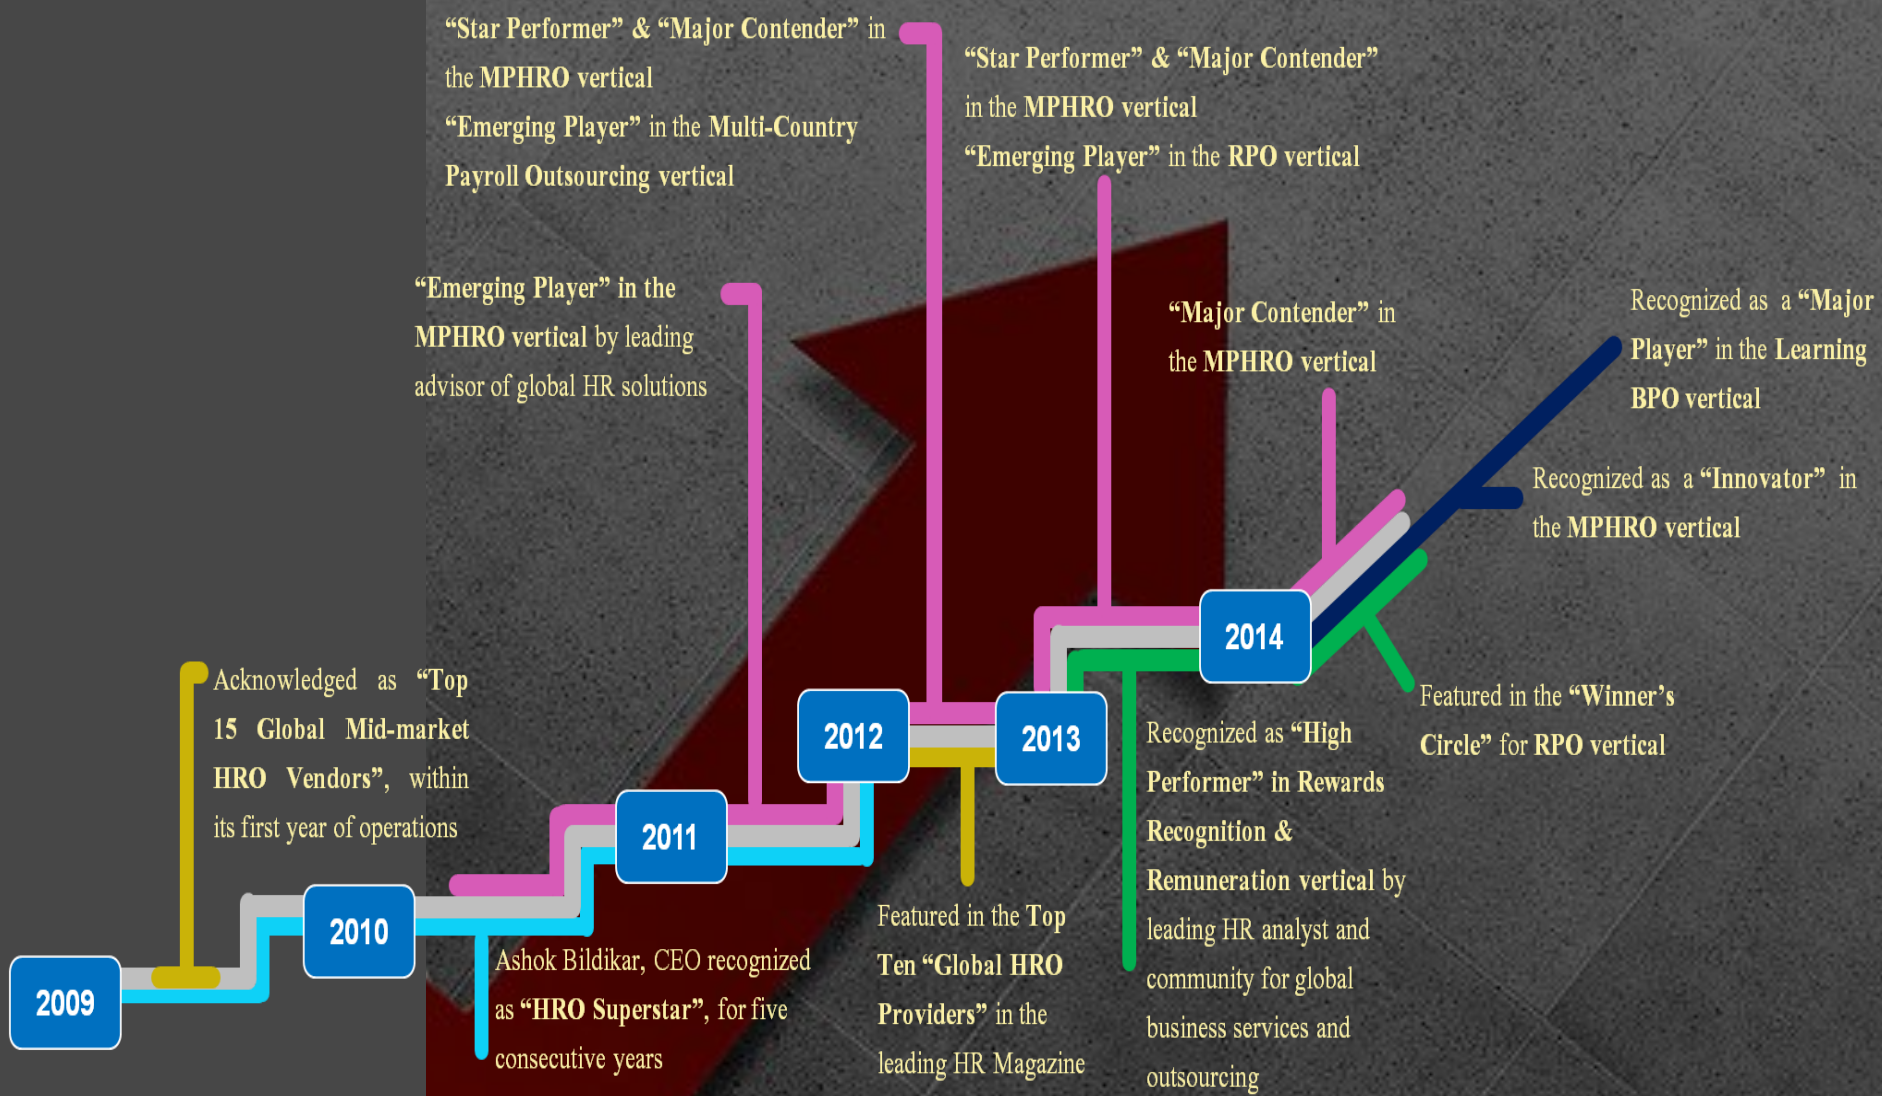 “Star Performer” & “Major Contender” in
the MPHRO vertical
“Emerging Player” in the Multi-Country
Payroll Outsourcing vertical
“Star Performer” & “Major Contender”
in the MPHRO vertical
“Emerging Player” in the RPO vertical
“Emerging Player” in the
MPHRO vertical by leading
advisor of global HR solutions
“Major Contender” in
the MPHRO vertical
Recognized as a “Major
Player” in the Learning
BPO vertical
Recognized as a “Innovator” in
the MPHRO vertical
Acknowledged as “Top
15 Global Mid-market
HRO Vendors”, within
its first year of operations
2009
2010
2011
2012
2013
2014
Ashok Bildikar, CEO recognized
as “HRO Superstar”, for five
consecutive years
Featured in the Top
Ten “Global HRO
Providers” in the
leading HR Magazine
Recognized as “High
Performer” in Rewards
Recognition &
Remuneration vertical by
leading HR analyst and
community for global
business services and
outsourcing
Featured in the “Winner’s
Circle” for RPO vertical